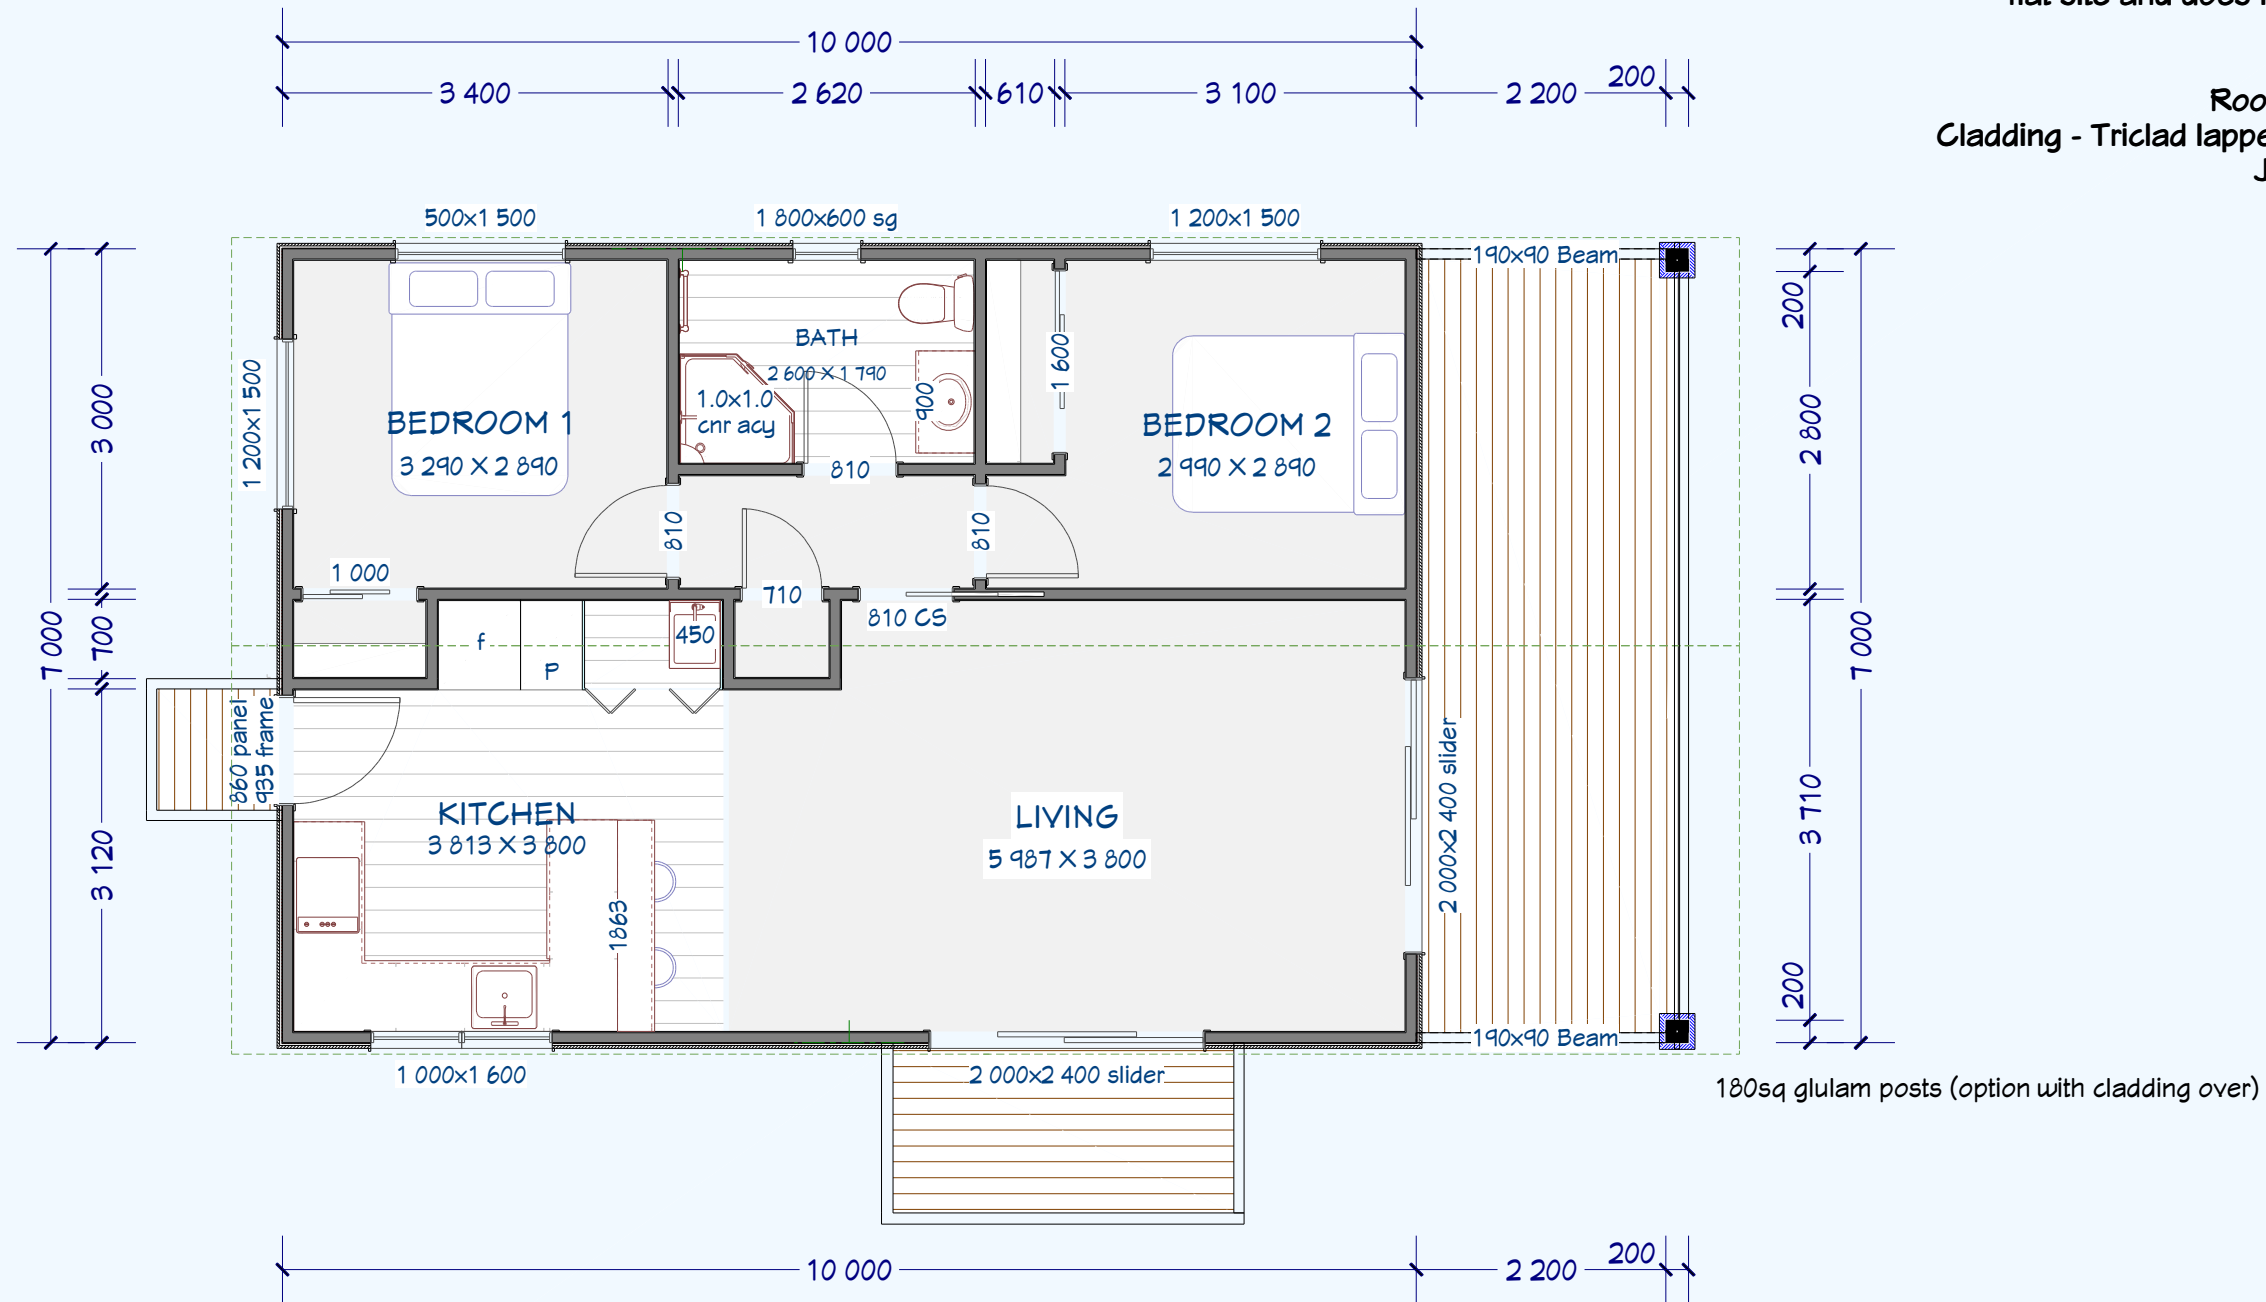 flat site and does
10 000
3 400
2 620
610
3 100
2 200
200
Roo
Cladding - Triclad lappe
J
500x1 500
1 800x600 sg
1 200x1 500
190x90 Beam
200
BATH
2 600 X 1 790
1.0x1.0
cnr acy
900
1 600
1 200x1 500
3 000
BEDROOM 1
3 290 X 2 890
810
BEDROOM 2
2 990 X 2 890
2 800
810
810
1 000
710
810 CS
7 000
700
f
P
450
7 000
860 panel
935 frame
KITCHEN
3 813 X 3 800
LIVING
5 987 X 3 800
2 000x2 400 slider
3 710
3 120
1863
200
190x90 Beam
1 000x1 600
2 000x2 400 slider
180sq glulam posts (option with cladding over)
10 000
2 200
200